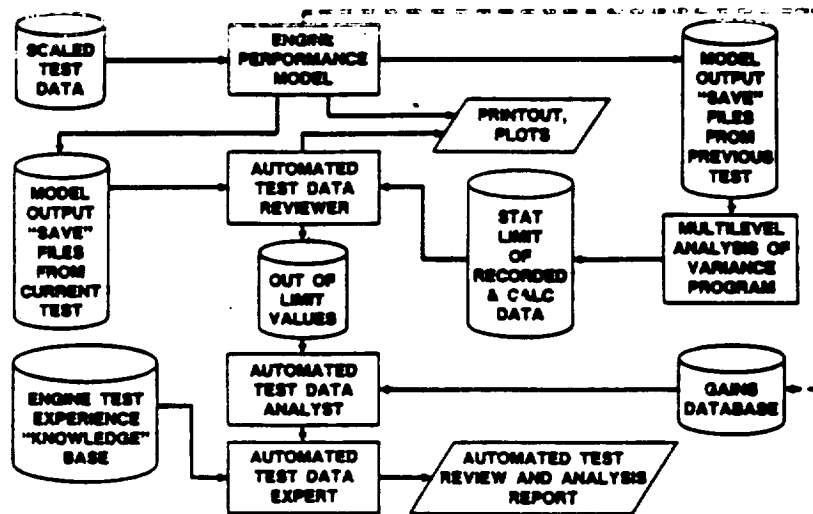 SCALED
TEST
DATA
ENGINE
PERFORMANCE
MODEL
MODEL
OUTPUT
"SAVE"
FILES
FROM
PREVIOUS
TEST
PRINTOUT,
PLOTS
MODEL
OUTPUT
"SAVE"
FILES
FROM
CURRENT
TEST
AUTOMATED
TEST DATA
REVIEWER
STAT
LIMIT
OF
RECORDED
& CALC
DATA
MULTILEVEL
ANALYSIS OF
VARIANCE
PROGRAM
OUT OF
LIMIT
VALUES
ENGINE TEST
EXPERIENCE
"KNOWLEDGE"
BASE
AUTOMATED
TEST DATA
ANALYST
GAINS
DATABASE
AUTOMATED
TEST DATA
EXPERT
AUTOMATED TEST
REVIEW AND ANALYSIS
REPORT